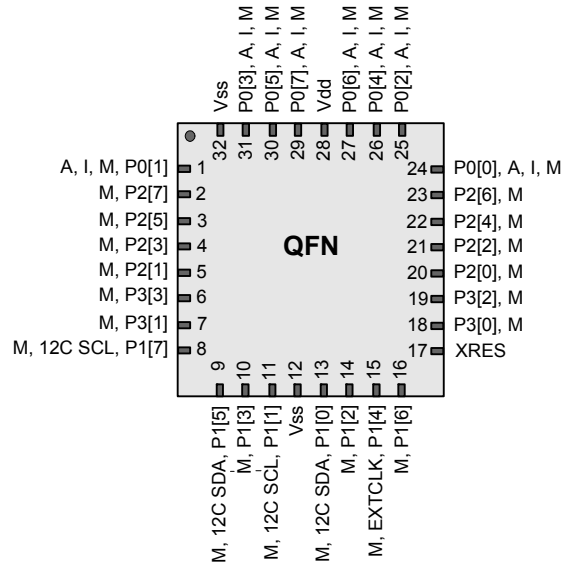 Vss
P0[3], A, I, M
P0[5], A, I, M
P0[7], A, I, M
Vdd
P0[6], A, I, M
P0[4], A, I, M
P0[2], A, I, M
32
31
30
29
28
27
26
25
A, I, M, P0[1] 1
M, P2[7] 2
M, P2[5] 3
M, P2[3] 4
M, P2[1] 5
M, P3[3] 6
M, P3[1] 7
M, 12C SCL, P1[7] 8
QFN
24 P0[0], A, I, M
23 P2[6], M
22 P2[4], M
21 P2[2], M
20 P2[0], M
19 P3[2], M
18 P3[0], M
17 XRES
9
10
11
12
13
14
15
16
M, 12C SDA, P1[5]
M, P1[3]
M, 12C SCL, P1[1]
Vss
M, 12C SDA, P1[0]
M, P1[2]
M, EXTCLK, P1[4]
M, P1[6]